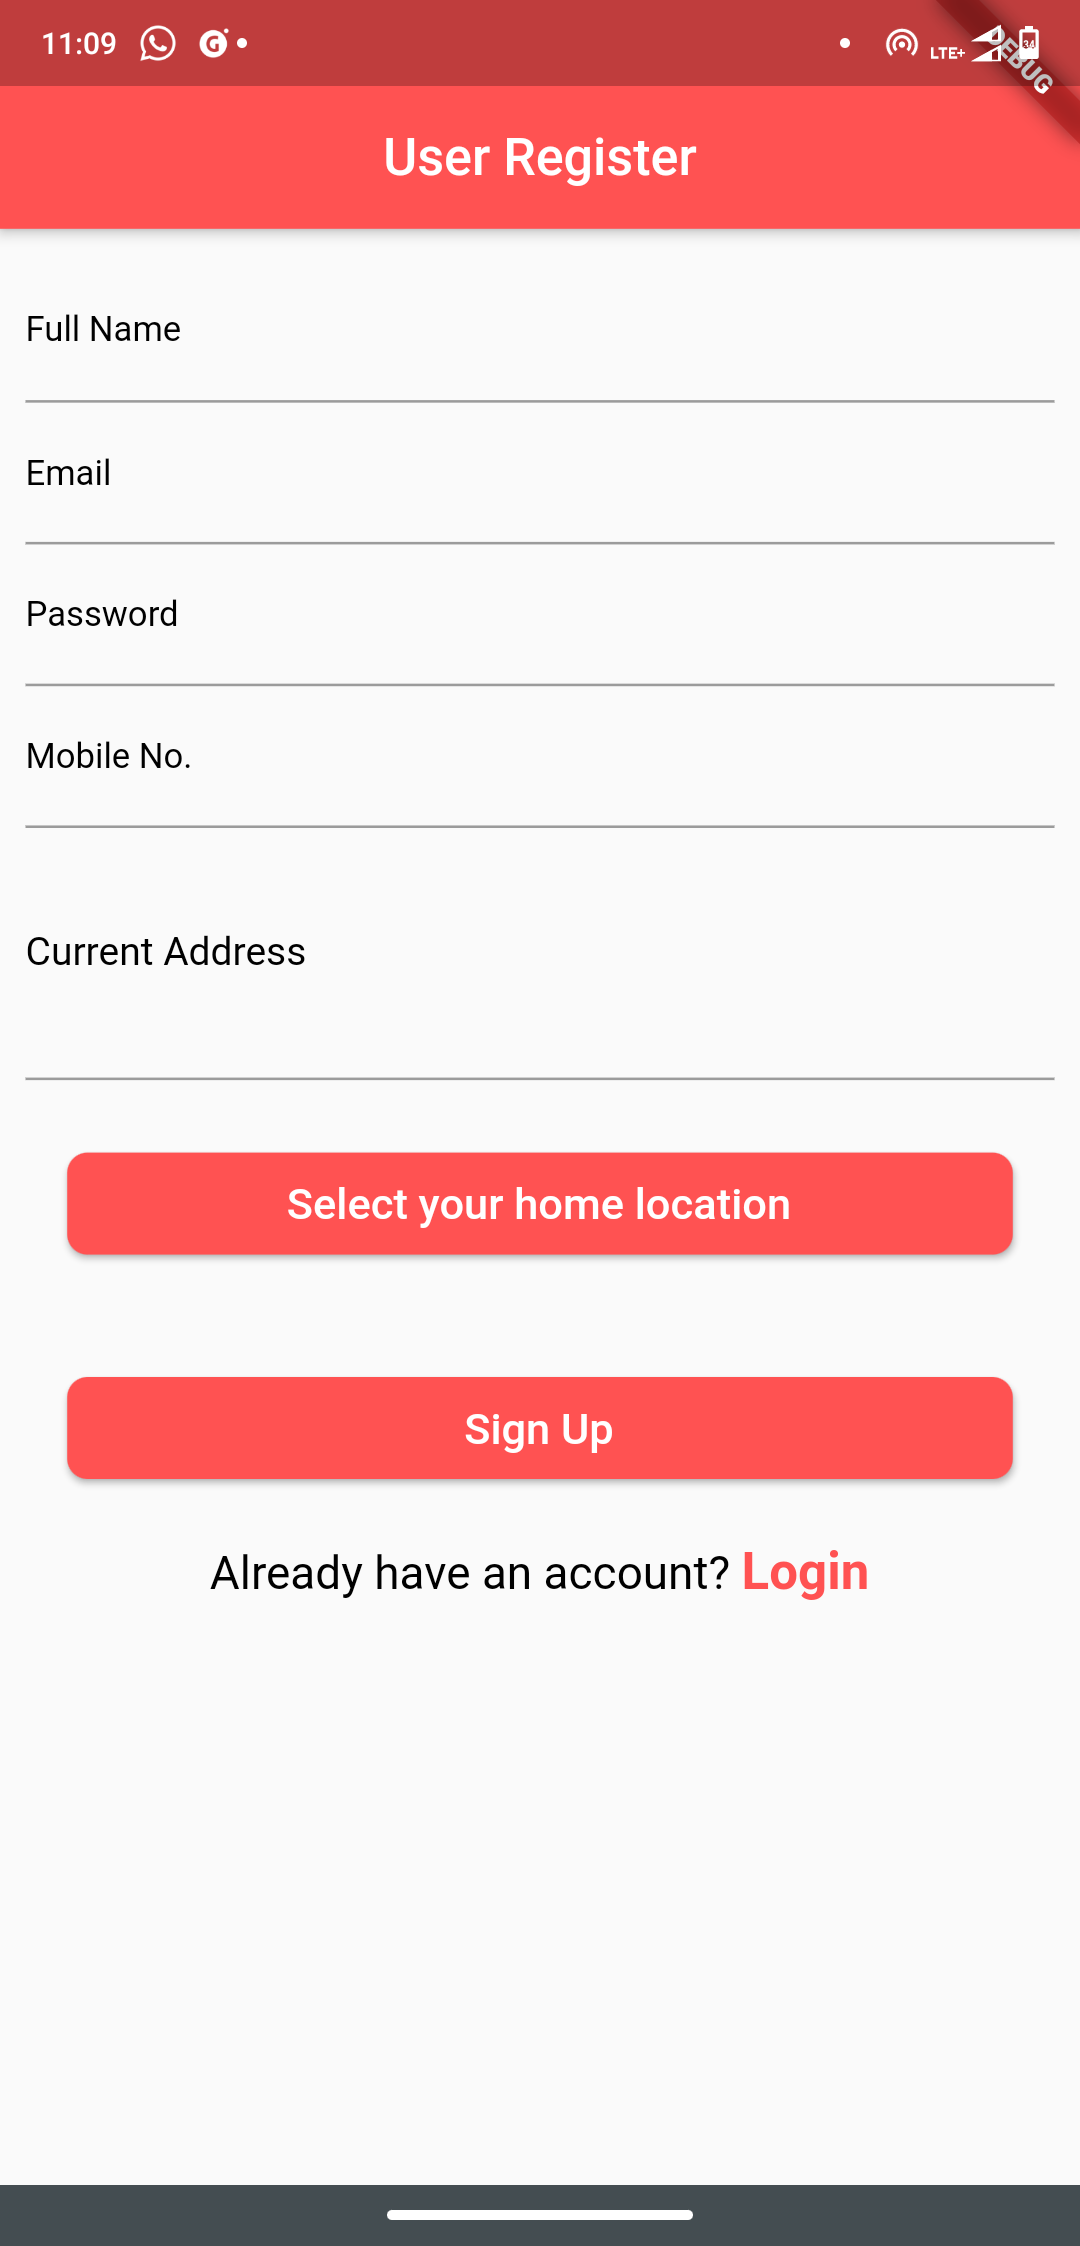 11:09
LTE+
34
DEBUG
User Register
Full Name
Email
Password
Mobile No.
Current Address
Select your home location
Sign Up
Already have an account? Login